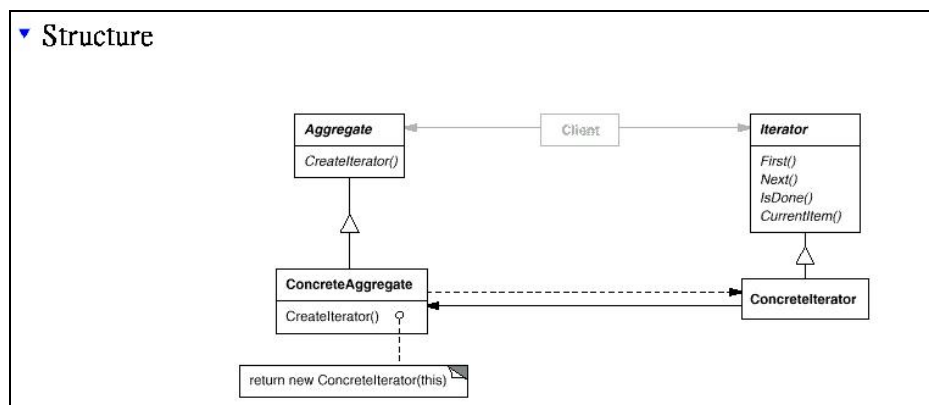 Structure
Aggregate
CreateIterator()
Client
Iterator
First()
Next()
IsDone()
CurrentItem()
ConcreteAggregate
CreateIterator()
ConcreteIterator
return new ConcreteIterator(this)